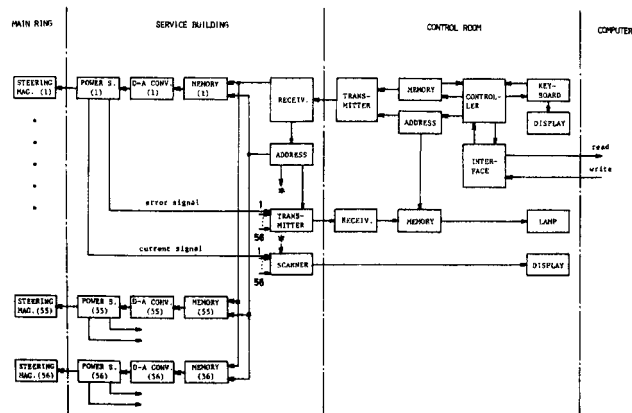 MAIN RING
SERVICE BUILDING
CONTROL ROOM
COMPUTER
STEERING
MAG. (1)
POWER S.
(1)
D-A CONV.
(1)
MEMORY
(1)
RECEIV.
TRANS-
MITTER
MEMORY
CONTROL-
LER
KEY-
BOARD
ADDRESS
DISPLAY
ADDRESS
INTER-
FACE
read
write
*
error signal
1
56
TRANS-
MITTER
RECEIV.
MEMORY
LAMP
*
current signal
1
56
SCANNER
DISPLAY
STEERING
MAG.(55)
POWER S.
(55)
D-A CONV.
(55)
MEMORY
(55)
STEERING
MAG.(56)
POWER S.
(56)
D-A CONV.
(56)
MEMORY
(56)